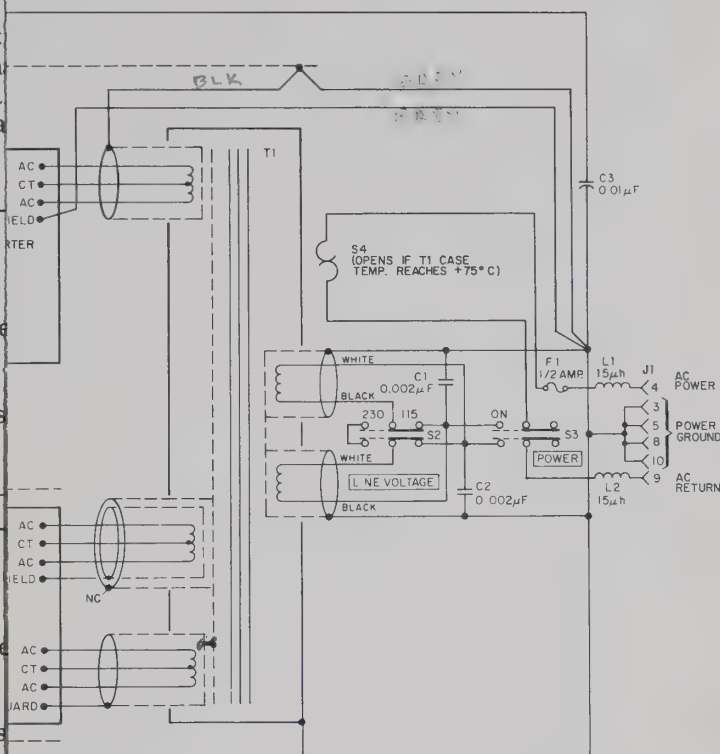 BLK
GREY
AC
CT
AC
IELD
RTER
T1
C3
0.01µF
S4
(OPENS IF T1 CASE
TEMP. REACHES +75°C)
WHITE
C1
0.002µF
BLACK
230 115
S2
ON
S3
POWER
F1
1/2 AMP.
L1
15µh
J1
4
AC
POWER
3
5
8
10
POWER
GROUND
9
AC
RETURN
L2
15µh
WHITE
L NE VOLTAGE
BLACK
C2
0.002µF
AC
CT
AC
IELD
NC
AC
CT
AC
UARD